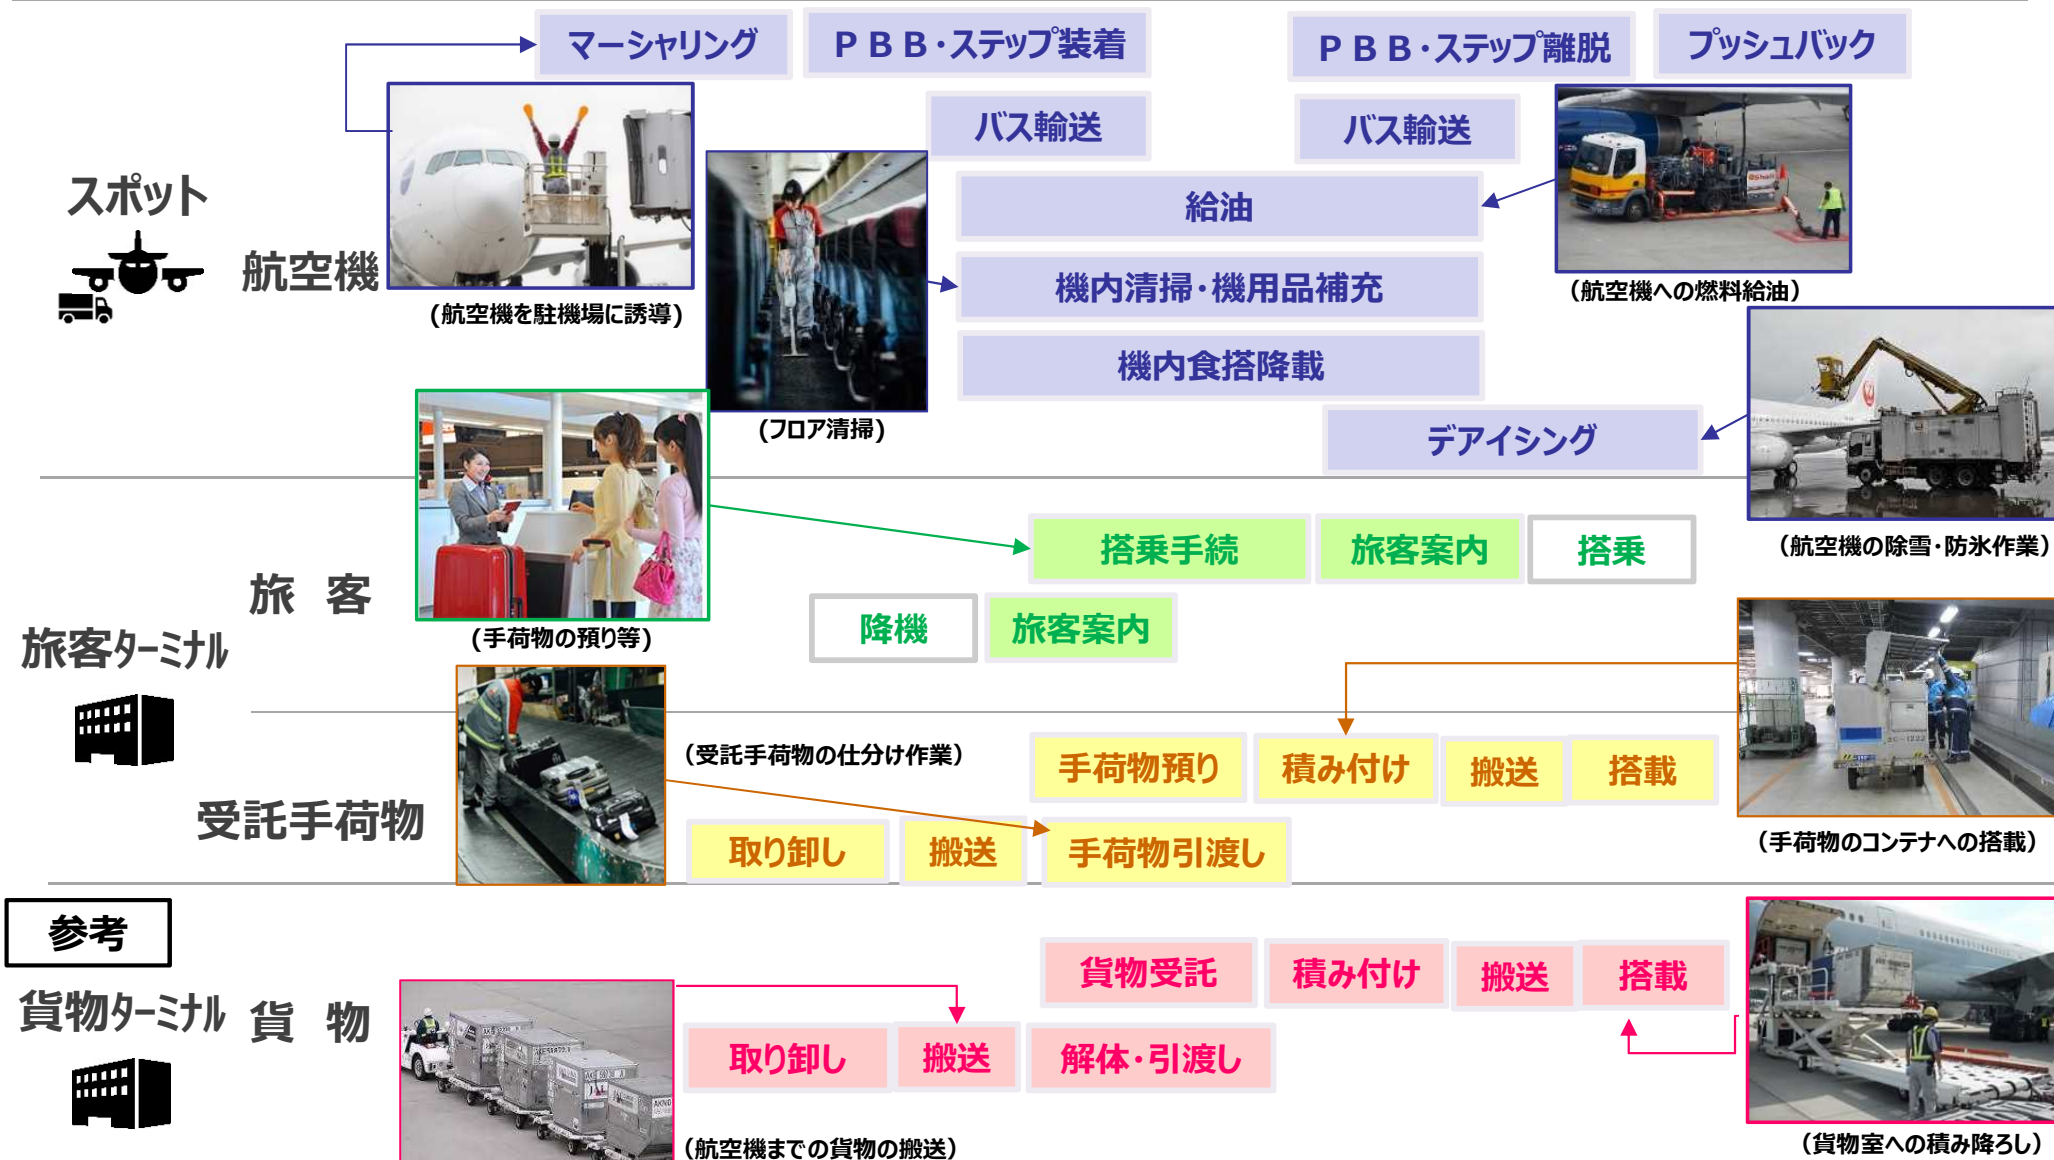 マーシャリング
ＰＢＢ・ステップ装着
ＰＢＢ・ステップ離脱
プッシュバック
バス輸送
バス輸送
スポット
航空機
給油
機内清掃・機用品補充
機内食搭降載
デアイシング
(航空機を駐機場に誘導)
(フロア清掃)
(航空機への燃料給油)
(航空機の除雪・防氷作業)
旅客ターミナル
旅 客
搭乗手続
旅客案内
搭乗
降機
旅客案内
(手荷物の預り等)
受託手荷物
(受託手荷物の仕分け作業)
手荷物預り
積み付け
搬送
搭載
取り卸し
搬送
手荷物引渡し
(手荷物のコンテナへの搭載)
参考
貨物ターミナル
貨 物
貨物受託
積み付け
搬送
搭載
取り卸し
搬送
解体・引渡し
(航空機までの貨物の搬送)
(貨物室への積み降ろし)